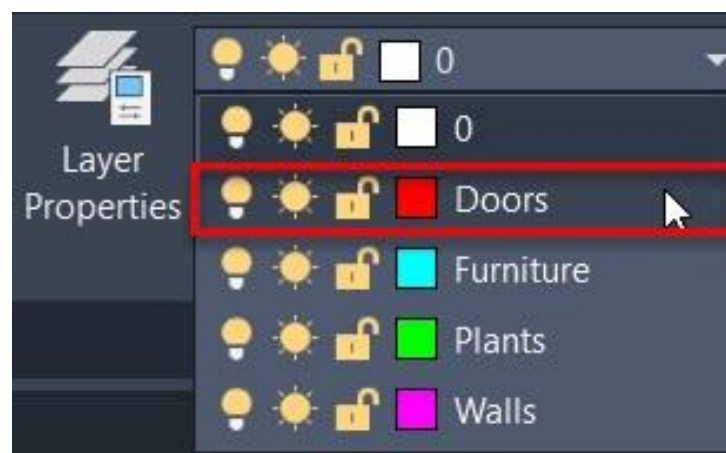 0
0
Layer
Properties
Doors
Furniture
Plants
Walls